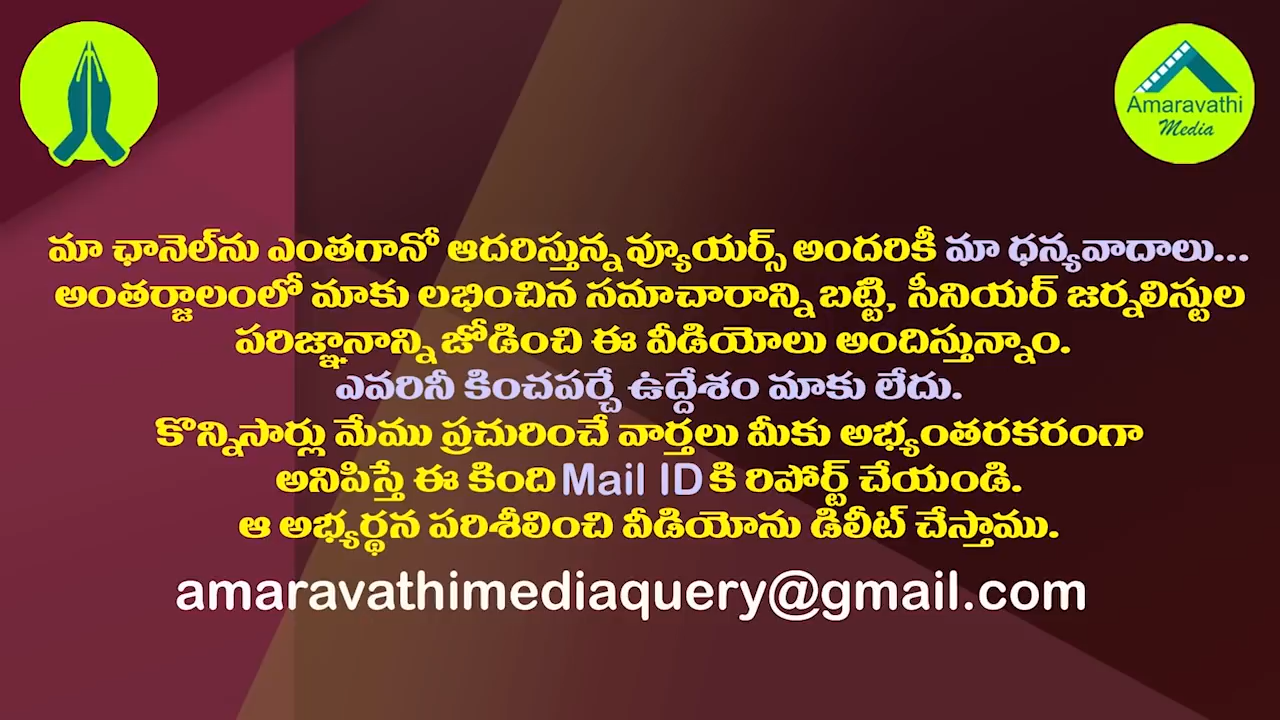 Amaravathi
Media
మా ఛానెల్‌ను ఎంతగానో ఆదరిస్తున్న వ్యూయర్స్ అందరికీ మా ధన్యవాదాలు...
అంతర్జాలంలో మాకు లభించిన సమాచారాన్ని బట్టి, సీనియర్ జర్నలిస్టుల
పరిజ్ఞానాన్ని జోడించి ఈ వీడియోలు అందిస్తున్నాం.
ఎవరినీ కించపర్చే ఉద్దేశం మాకు లేదు.
కొన్నిసార్లు మేము ప్రచురించే వార్తలు మీకు అభ్యంతరకరంగా
అనిపిస్తే ఈ కింది Mail ID కి రిపోర్ట్ చేయండి.
ఆ అభ్యర్థన పరిశీలించి వీడియోను డిలీట్ చేస్తాము.
amaravathimediaquery@gmail.com